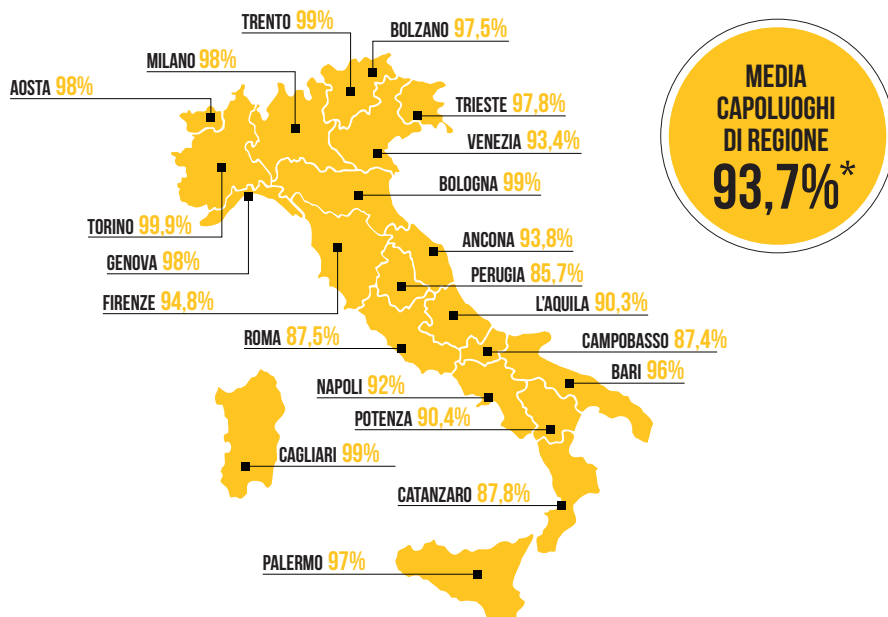 TRENTO 99%
BOLZANO 97,5%
MILANO 98%
AOSTA 98%
TRIESTE 97,8%
VENEZIA 93,4%
BOLOGNA 99%
TORINO 99,9%
ANCONA 93,8%
GENOVA 98%
PERUGIA 85,7%
FIRENZE 94,8%
L'AQUILA 90,3%
ROMA 87,5%
CAMPOBASSO 87,4%
BARI 96%
NAPOLI 92%
POTENZA 90,4%
CAGLIARI 99%
CATANZARO 87,8%
PALERMO 97%
MEDIA
CAPOLUOGHI
DI REGIONE
93,7%*